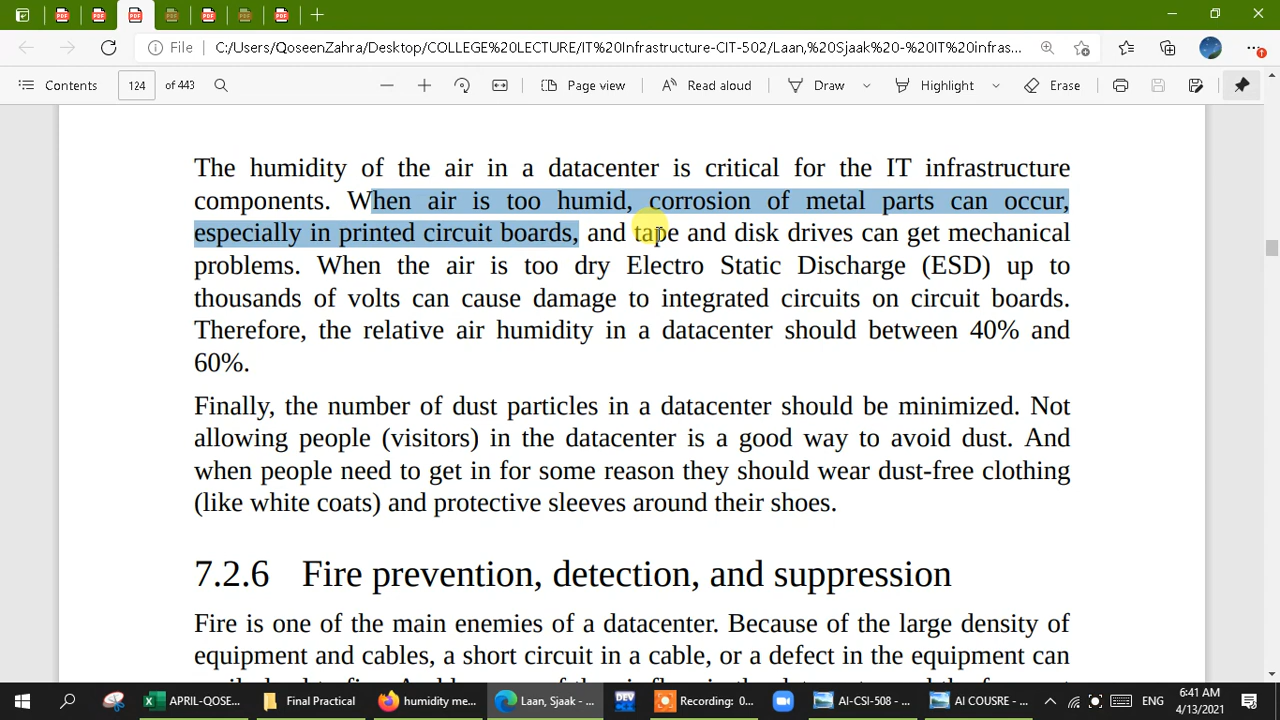 File
C:/Users/QoseenZahra/Desktop/COLLEGE%20LECTURE/IT%20Infrastructure-CIT-502/Laan,%20Sjaak%20-%20IT%20infras...
Contents
124
of 443
Page view
Read aloud
Draw
Highlight
Erase
The humidity of the air in a datacenter is critical for the IT infrastructure
components. When air is too humid, corrosion of metal parts can occur,
especially in printed circuit boards, and tape and disk drives can get mechanical
problems. When the air is too dry Electro Static Discharge (ESD) up to
thousands of volts can cause damage to integrated circuits on circuit boards.
Therefore, the relative air humidity in a datacenter should between 40% and
60%.
Finally, the number of dust particles in a datacenter should be minimized. Not
allowing people (visitors) in the datacenter is a good way to avoid dust. And
when people need to get in for some reason they should wear dust-free clothing
(like white coats) and protective sleeves around their shoes.
7.2.6 Fire prevention, detection, and suppression
Fire is one of the main enemies of a datacenter. Because of the large density of
equipment and cables, a short circuit in a cable, or a defect in the equipment can
APRIL-QOSE...
Final Practical
humidity me...
Laan, Sjaak - ...
DEV
Recording: 0...
AI-CSI-508 - ...
AI COUSRE - ...
ENG
6:41 AM
4/13/2021